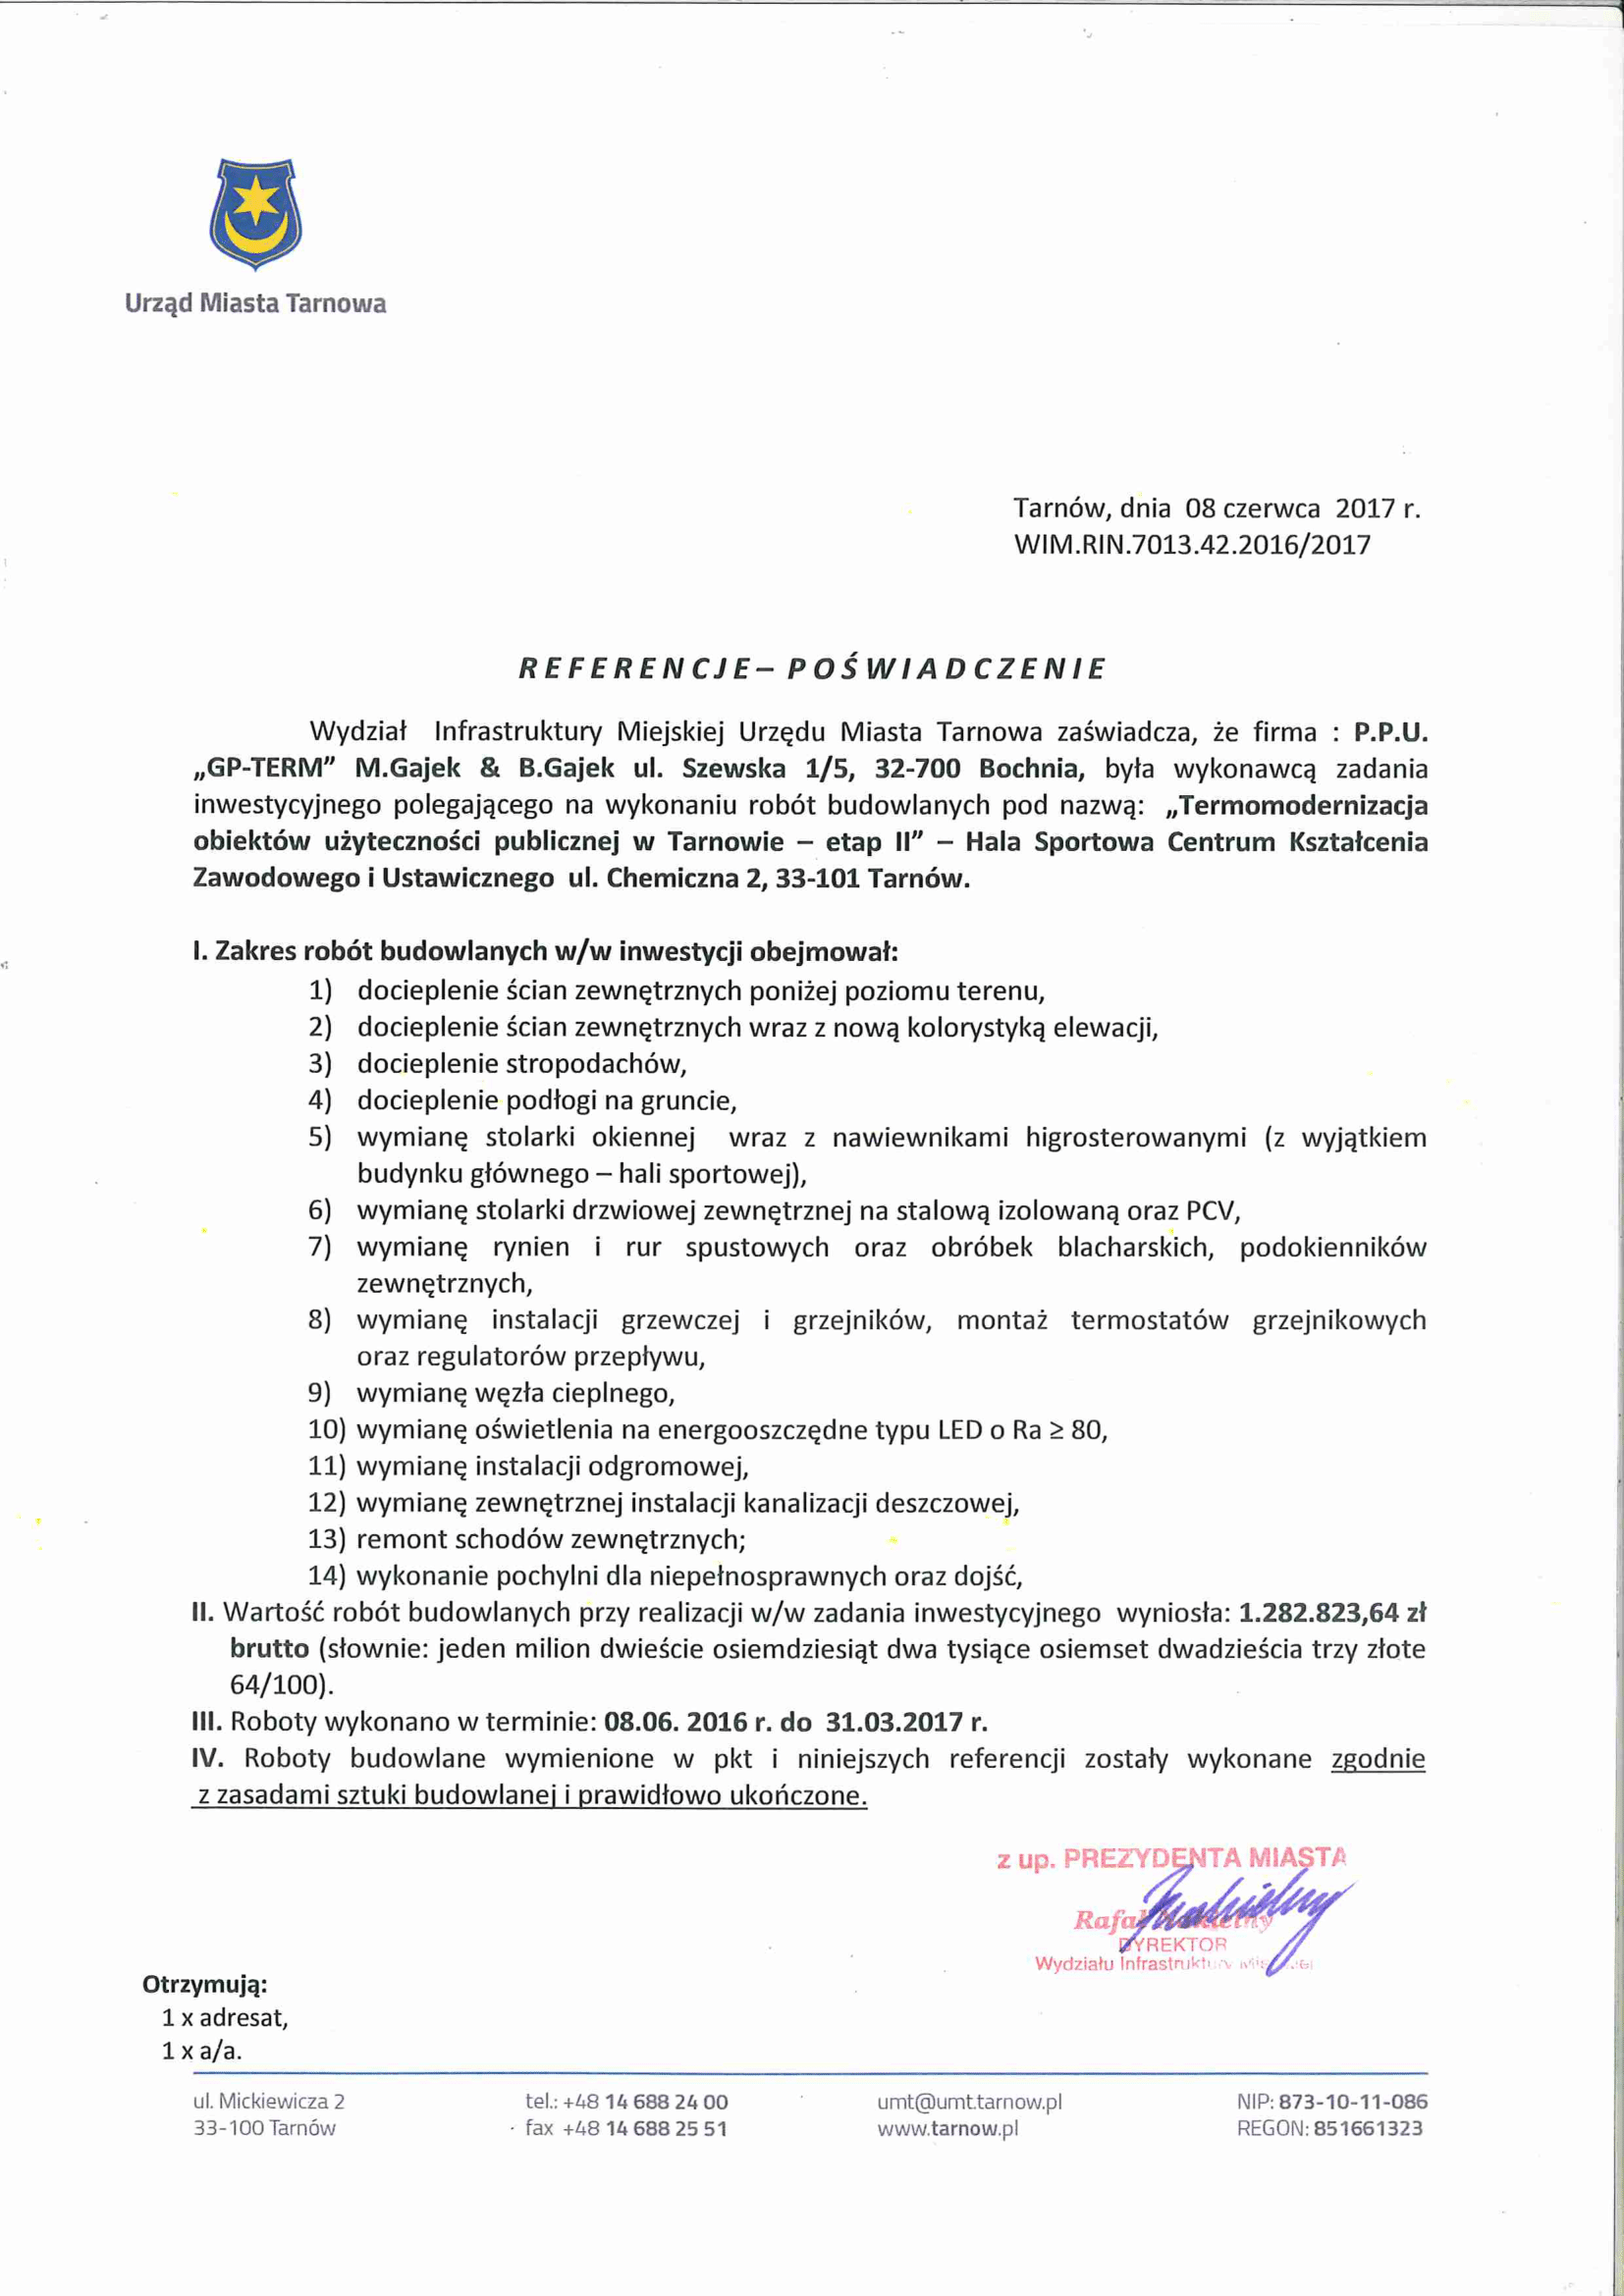 Urząd Miasta Tarnowa
Tarnów, dnia 08 czerwca 2017 r.
WIM.RIN.7013.42.2016/2017
REFERENCJE– POŚWIADCZENIE
Wydział Infrastruktury Miejskiej Urzędu Miasta Tarnowa zaświadcza, że firma : P.P.U.
„GP-TERM” M.Gajek & B.Gajek ul. Szewska 1/5, 32-700 Bochnia, była wykonawcą zadania
inwestycyjnego polegającego na wykonaniu robót budowlanych pod nazwą: „Termomodernizacja
obiektów użyteczności publicznej w Tarnowie – etap II” – Hala Sportowa Centrum Kształcenia
Zawodowego i Ustawicznego ul. Chemiczna 2, 33-101 Tarnów.
I. Zakres robót budowlanych w/w inwestycji obejmował:
1) docieplenie ścian zewnętrznych poniżej poziomu terenu,
2) docieplenie ścian zewnętrznych wraz z nową kolorystyką elewacji,
3) docieplenie stropodachów,
4) docieplenie podłogi na gruncie,
5) wymianę stolarki okiennej wraz z nawiewnikami higrosterowanymi (z wyjątkiem
budynku głównego – hali sportowej),
6) wymianę stolarki drzwiowej zewnętrznej na stalową izolowaną oraz PCV,
7) wymianę rynien i rur spustowych oraz obróbek blacharskich, podokienników
zewnętrznych,
8) wymianę instalacji grzewczej i grzejników, montaż termostatów grzejnikowych
oraz regulatorów przepływu,
9) wymianę węzła cieplnego,
10) wymianę oświetlenia na energooszczędne typu LED o Ra ≥ 80,
11) wymianę instalacji odgromowej,
12) wymianę zewnętrznej instalacji kanalizacji deszczowej,
13) remont schodów zewnętrznych;
14) wykonanie pochylni dla niepełnosprawnych oraz dojść,
II. Wartość robót budowlanych przy realizacji w/w zadania inwestycyjnego wyniosła: 1.282.823,64 zł
brutto (słownie: jeden milion dwieście osiemdziesiąt dwa tysiące osiemset dwadzieścia trzy złote
64/100).
III. Roboty wykonano w terminie: 08.06. 2016 r. do 31.03.2017 r.
IV. Roboty budowlane wymienione w pkt i niniejszych referencji zostały wykonane zgodnie
z zasadami sztuki budowlanej i prawidłowo ukończone.
z up. PREZYDENTA MIASTA
Rafał
DYREKTOR
Wydziału Infrastruktury
Otrzymują:
1 x adresat,
1 x a/a.
ul. Mickiewicza 2 tel.: +48 14 688 24 00 umt@umt.tarnow.pl NIP: 873-10-11-086
33-100 Tarnów fax +48 14 688 25 51 www.tarnow.pl REGON: 851661323